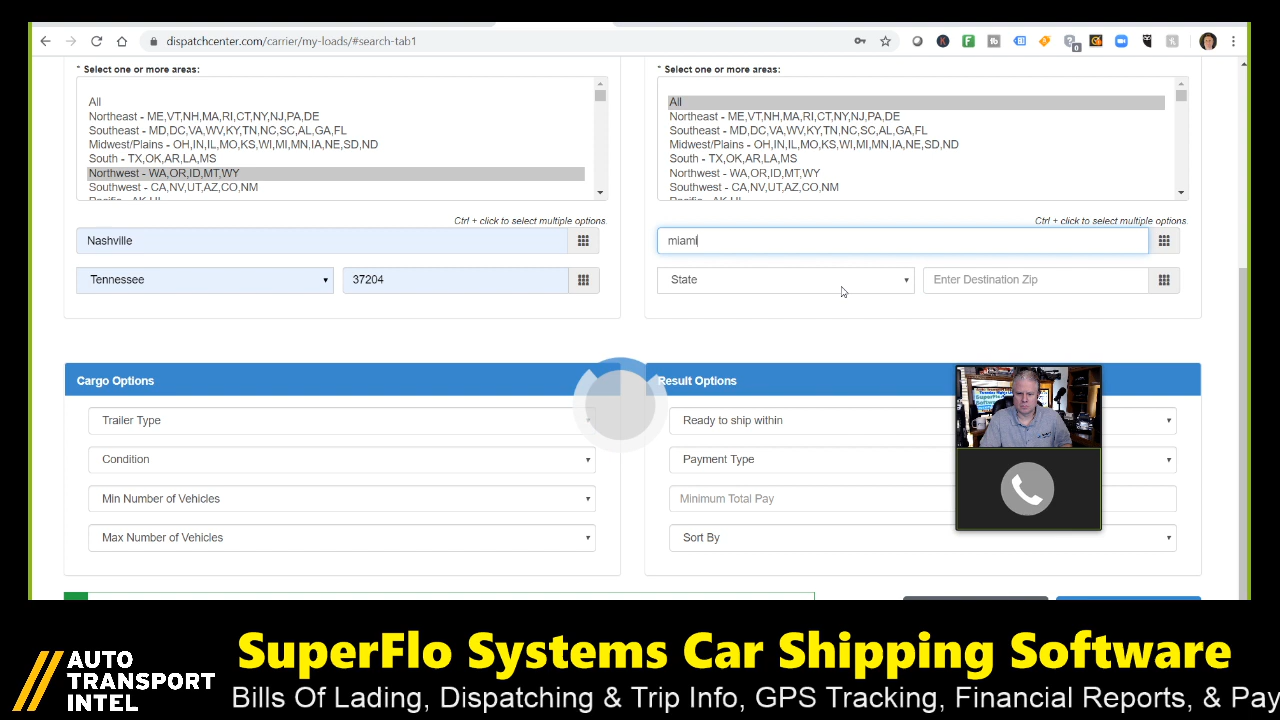 dispatchcenter.com/carrier/my-loads/#search-tab1
* Select one or more areas:
All
Northeast - ME,VT,NH,MA,RI,CT,NY,NJ,PA,DE
Southeast - MD,DC,VA,WV,KY,TN,NC,SC,AL,GA,FL
Midwest/Plains - OH,IN,IL,MO,KS,WI,MI,MN,IA,NE,SD,ND
South - TX,OK,AR,LA,MS
Northwest - WA,OR,ID,MT,WY
Southwest - CA,NV,UT,AZ,CO,NM
Ctrl + click to select multiple options.
Nashville
Tennessee 37204
* Select one or more areas:
All
Northeast - ME,VT,NH,MA,RI,CT,NY,NJ,PA,DE
Southeast - MD,DC,VA,WV,KY,TN,NC,SC,AL,GA,FL
Midwest/Plains - OH,IN,IL,MO,KS,WI,MI,MN,IA,NE,SD,ND
South - TX,OK,AR,LA,MS
Northwest - WA,OR,ID,MT,WY
Southwest - CA,NV,UT,AZ,CO,NM
Ctrl + click to select multiple options.
miami
State Enter Destination Zip
Cargo Options
Trailer Type
Condition
Min Number of Vehicles
Max Number of Vehicles
Result Options
Ready to ship within
Payment Type
Minimum Total Pay
Sort By
AUTO
TRANSPORT
INTEL
SuperFlo Systems Car Shipping Software
Bills Of Lading, Dispatching & Trip Info, GPS Tracking, Financial Reports, & Pay